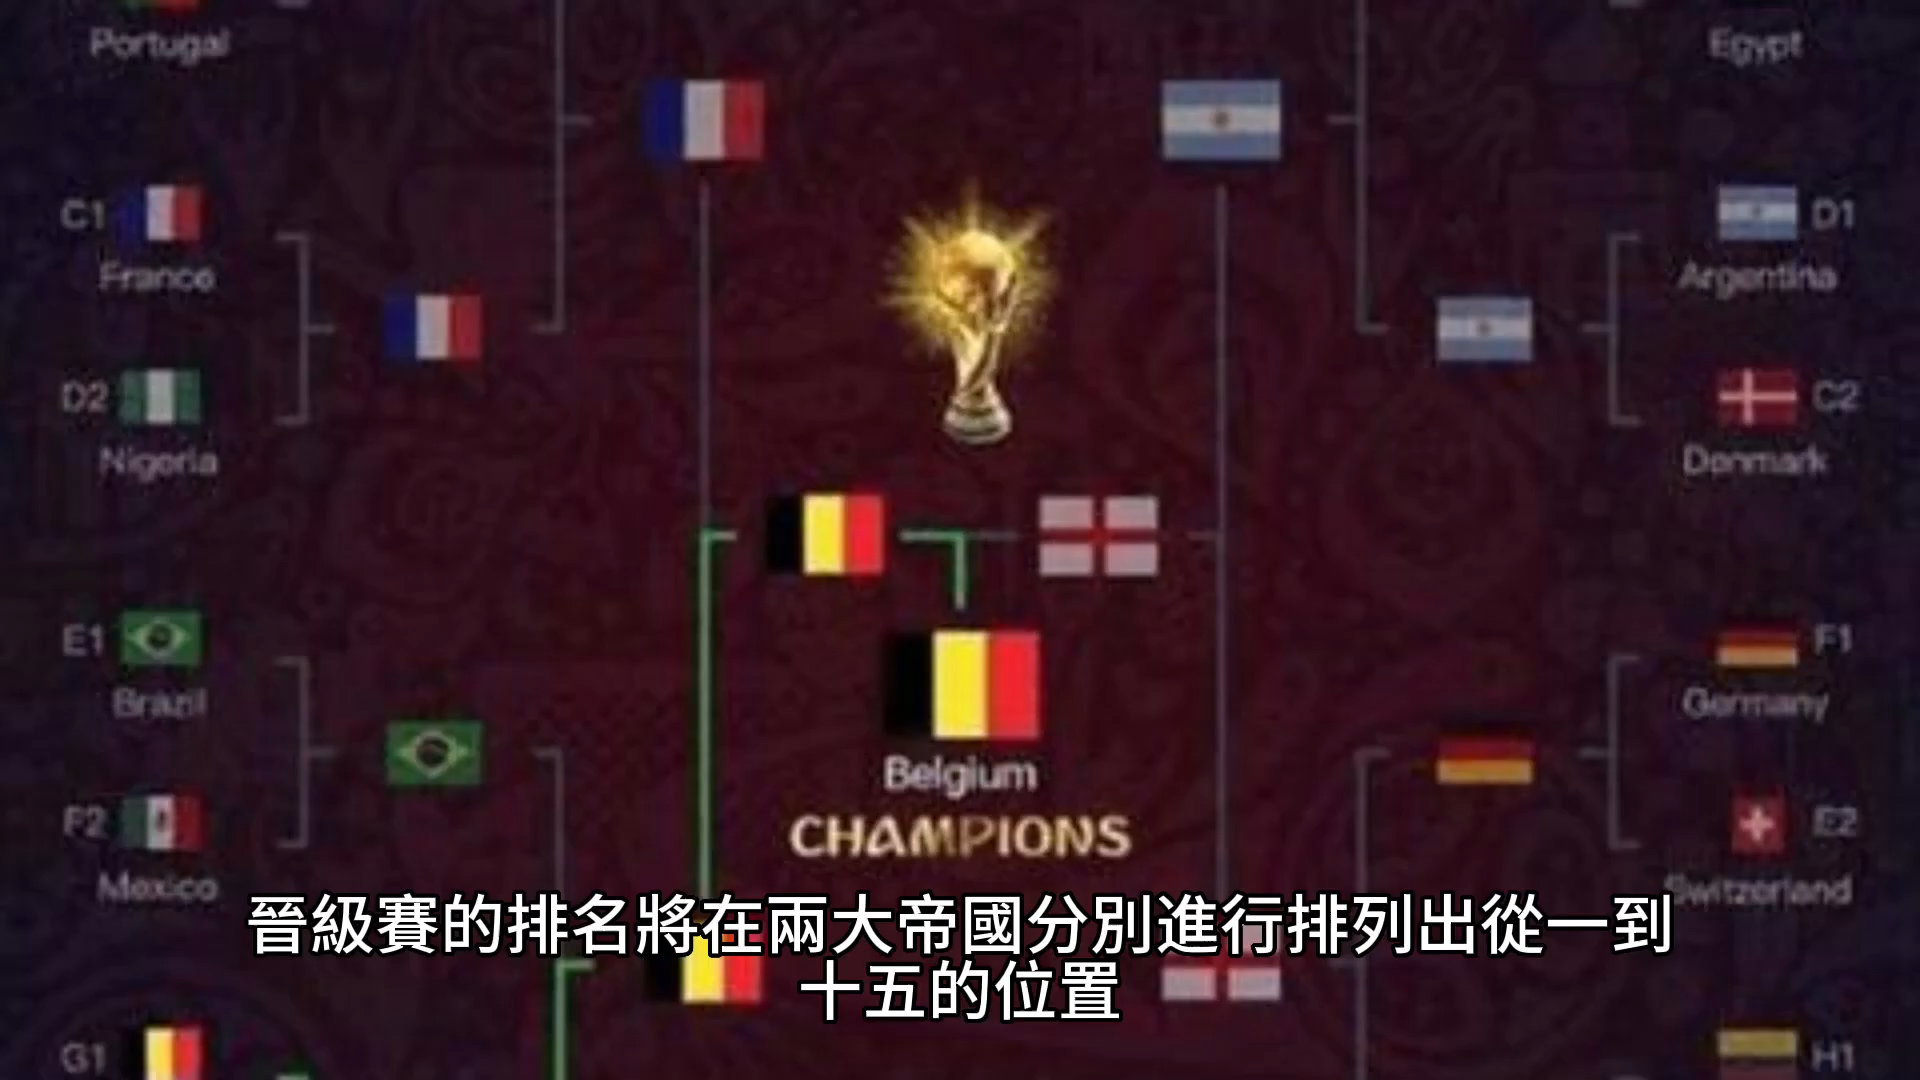 Portugal
Egypt
C1
France
D2
Nigeria
D1
Argentina
C2
Denmark
E1
Brazil
F2
Mexico
F1
Germany
E2
Switzerland
Belgium
CHAMPIONS
G1
H1
晉級賽的排名將在兩大帝國分別進行排列出從一到
十五的位置